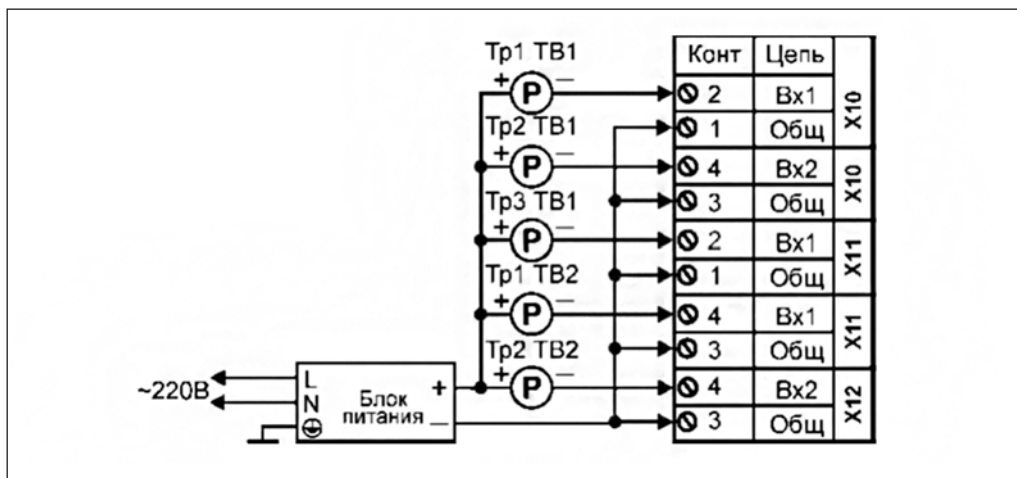 Тр1 ТВ1
+ P —
Тр2 ТВ1
+ P —
Тр3 ТВ1
+ P —
Тр1 ТВ2
+ P —
Тр2 ТВ2
+ P —
Конт Цепь
2 Вх1
1 Общ
X10
4 Вх2
3 Общ
X10
2 Вх1
1 Общ
X11
4 Вх1
3 Общ
X11
4 Вх2
3 Общ
X12
~220В
L
N
Блок
питания
+
—